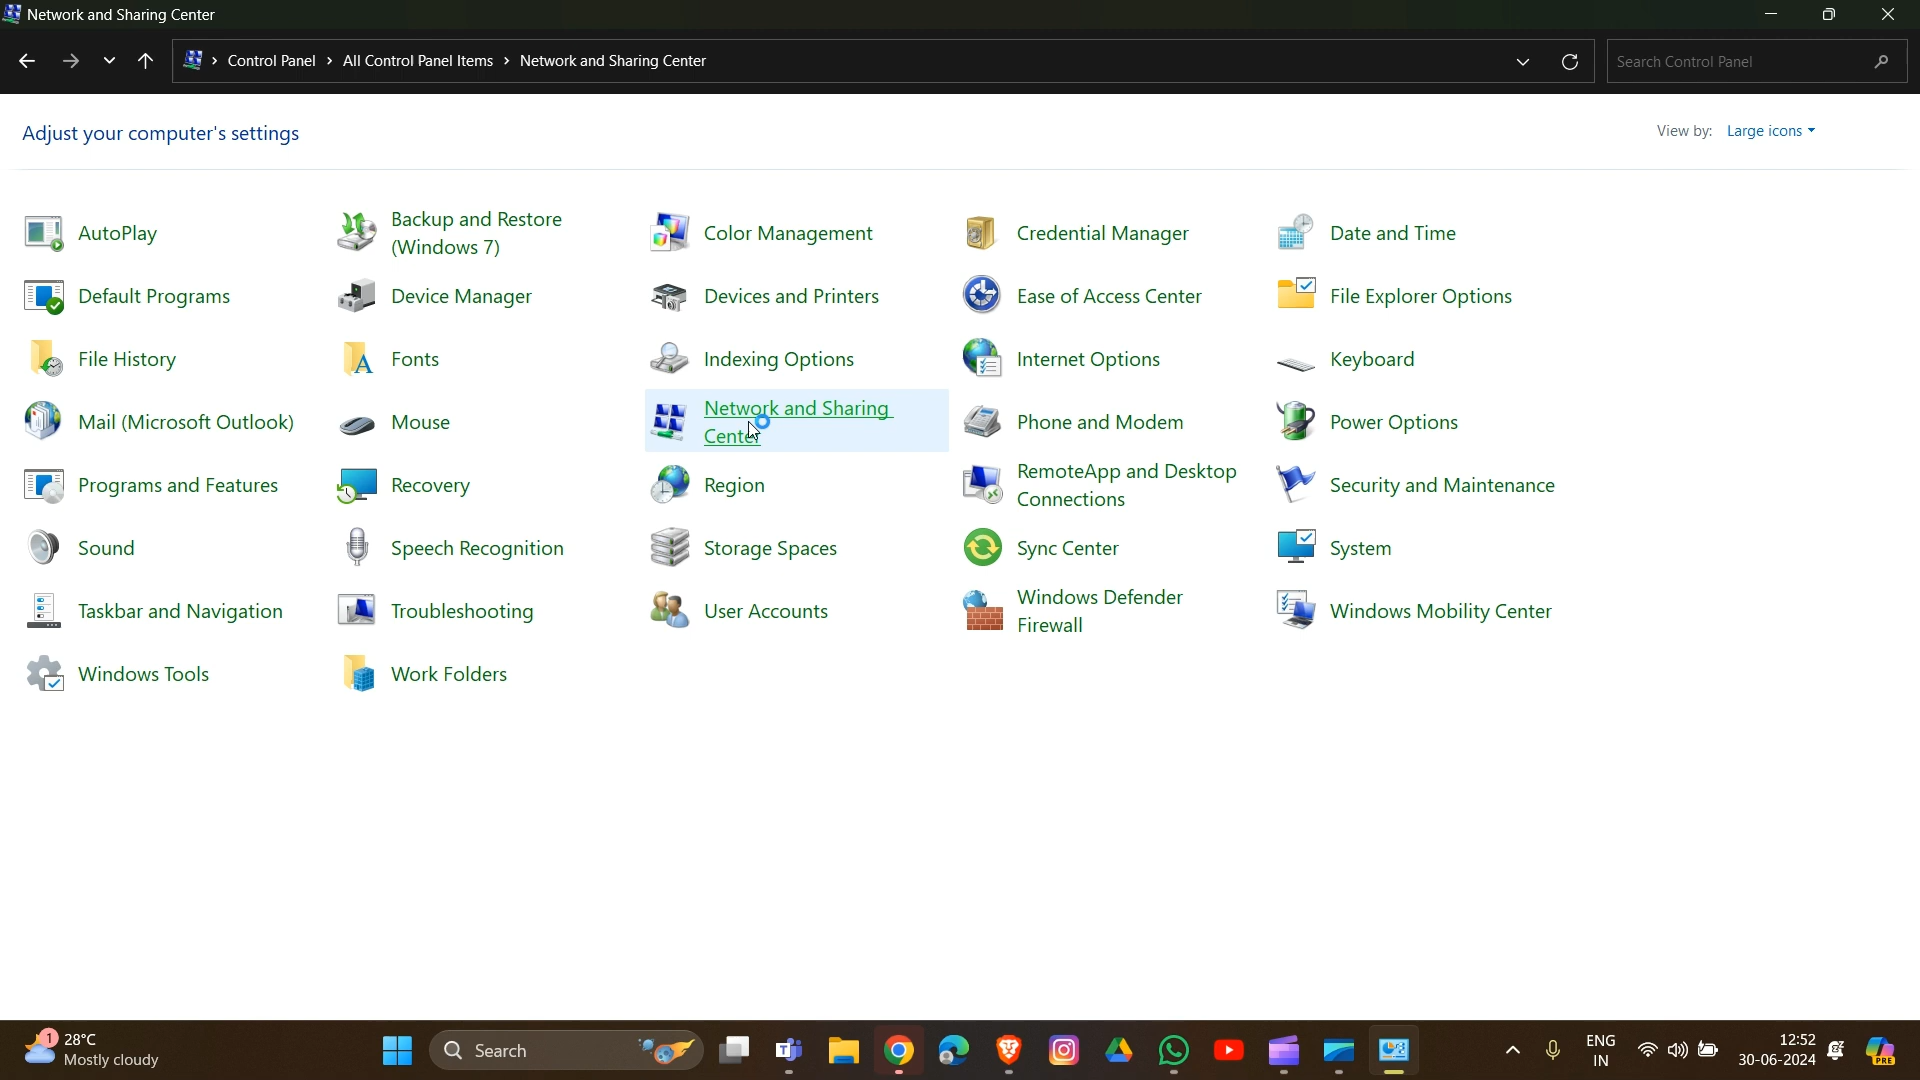 Network and Sharing Center
Control Panel > All Control Panel Items > Network and Sharing Center
Search Control Panel
Adjust your computer's settings
View by: Large icons
AutoPlay
Backup and Restore
(Windows 7)
Color Management
Credential Manager
Date and Time
Default Programs
Device Manager
Devices and Printers
Ease of Access Center
File Explorer Options
File History
Fonts
Indexing Options
Internet Options
Keyboard
Mail (Microsoft Outlook)
Mouse
Network and Sharing
Center
Phone and Modem
Power Options
Programs and Features
Recovery
Region
RemoteApp and Desktop
Connections
Security and Maintenance
Sound
Speech Recognition
Storage Spaces
Sync Center
System
Taskbar and Navigation
Troubleshooting
User Accounts
Windows Defender
Firewall
Windows Mobility Center
Windows Tools
Work Folders
1
28°C
Mostly cloudy
Search
ENG
IN
12:52
30-06-2024
PRE